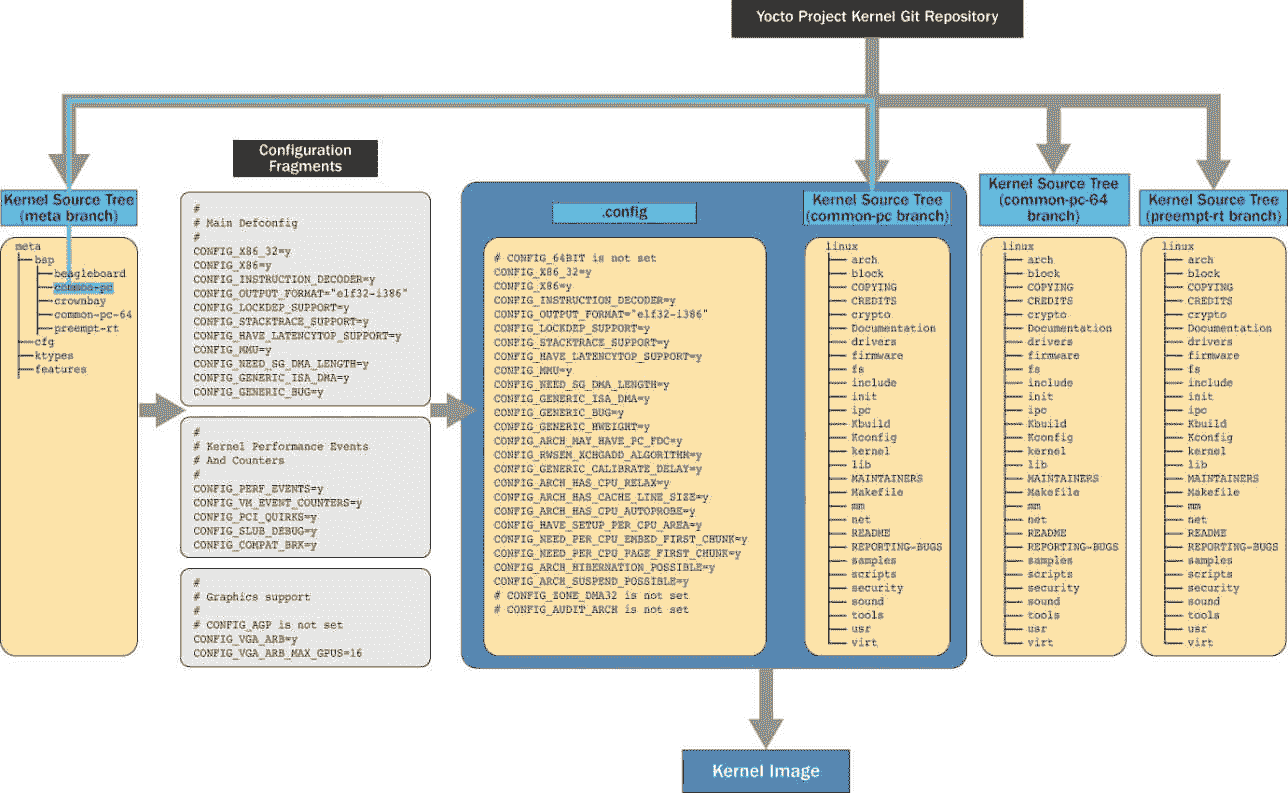 Yocto Project Kernel Git Repository
Configuration
Fragments
Kernel Source Tree
(meta branch)
meta
bsp
beagleboard
common-pc
crownbay
common-pc-64
preempt-rt
cfg
ktypes
features
#
# Main Defconfig
#
CONFIG_X86_32=y
CONFIG_X86=y
CONFIG_INSTRUCTION_DECODER=y
CONFIG_OUTPUT_FORMAT="elf32-i386"
CONFIG_LOCKDEP_SUPPORT=y
CONFIG_STACKTRACE_SUPPORT=y
CONFIG_HAVE_LATENCYTOP_SUPPORT=y
CONFIG_MMU=y
CONFIG_NEED_SG_DMA_LENGTH=y
CONFIG_GENERIC_ISA_DMA=y
CONFIG_GENERIC_BUG=y
#
# Kernel Performance Events
# And Counters
#
CONFIG_PERF_EVENTS=y
CONFIG_VM_EVENT_COUNTERS=y
CONFIG_PCI_QUIRKS=y
CONFIG_SLUB_DEBUG=y
CONFIG_COMPAT_BRK=y
#
# Graphics support
#
# CONFIG_AGP is not set
CONFIG_VGA_ARB=y
CONFIG_VGA_ARB_MAX_GPUS=16
.config
# CONFIG_64BIT is not set
CONFIG_X86_32=y
CONFIG_X86=y
CONFIG_INSTRUCTION_DECODER=y
CONFIG_OUTPUT_FORMAT="elf32-i386"
CONFIG_LOCKDEP_SUPPORT=y
CONFIG_STACKTRACE_SUPPORT=y
CONFIG_HAVE_LATENCYTOP_SUPPORT=y
CONFIG_MMU=y
CONFIG_NEED_SG_DMA_LENGTH=y
CONFIG_GENERIC_ISA_DMA=y
CONFIG_GENERIC_BUG=y
CONFIG_GENERIC_HWEIGHT=y
CONFIG_ARCH_MAY_HAVE_PC_FDC=y
CONFIG_RWSEM_XCHGADD_ALGORITHM=y
CONFIG_GENERIC_CALIBRATE_DELAY=y
CONFIG_ARCH_HAS_CPU_RELAX=y
CONFIG_ARCH_HAS_CACHE_LINE_SIZE=y
CONFIG_ARCH_HAS_CPU_AUTOPROBE=y
CONFIG_HAVE_SETUP_PER_CPU_AREA=y
CONFIG_NEED_PER_CPU_EMBED_FIRST_CHUNK=y
CONFIG_NEED_PER_CPU_PAGE_FIRST_CHUNK=y
CONFIG_ARCH_HIBERNATION_POSSIBLE=y
CONFIG_ARCH_SUSPEND_POSSIBLE=y
# CONFIG_ZONE_DMA32 is not set
# CONFIG_AUDIT_ARCH is not set
Kernel Source Tree
(common-pc branch)
linux
arch
block
COPYING
CREDITS
crypto
Documentation
drivers
firmware
fs
include
init
ipc
Kbuild
Kconfig
kernel
lib
MAINTAINERS
Makefile
mm
net
README
REPORTING-BUGS
samples
scripts
security
sound
tools
usr
virt
Kernel Source Tree
(common-pc-64
branch)
linux
arch
block
COPYING
CREDITS
crypto
Documentation
drivers
firmware
fs
include
init
ipc
Kbuild
Kconfig
kernel
lib
MAINTAINERS
Makefile
mm
net
README
REPORTING-BUGS
samples
scripts
security
sound
tools
usr
virt
Kernel Source Tree
(preempt-rt branch)
linux
arch
block
COPYING
CREDITS
crypto
Documentation
drivers
firmware
fs
include
init
ipc
Kbuild
Kconfig
kernel
lib
MAINTAINERS
Makefile
mm
net
README
REPORTING-BUGS
samples
scripts
security
sound
tools
usr
virt
Kernel Image